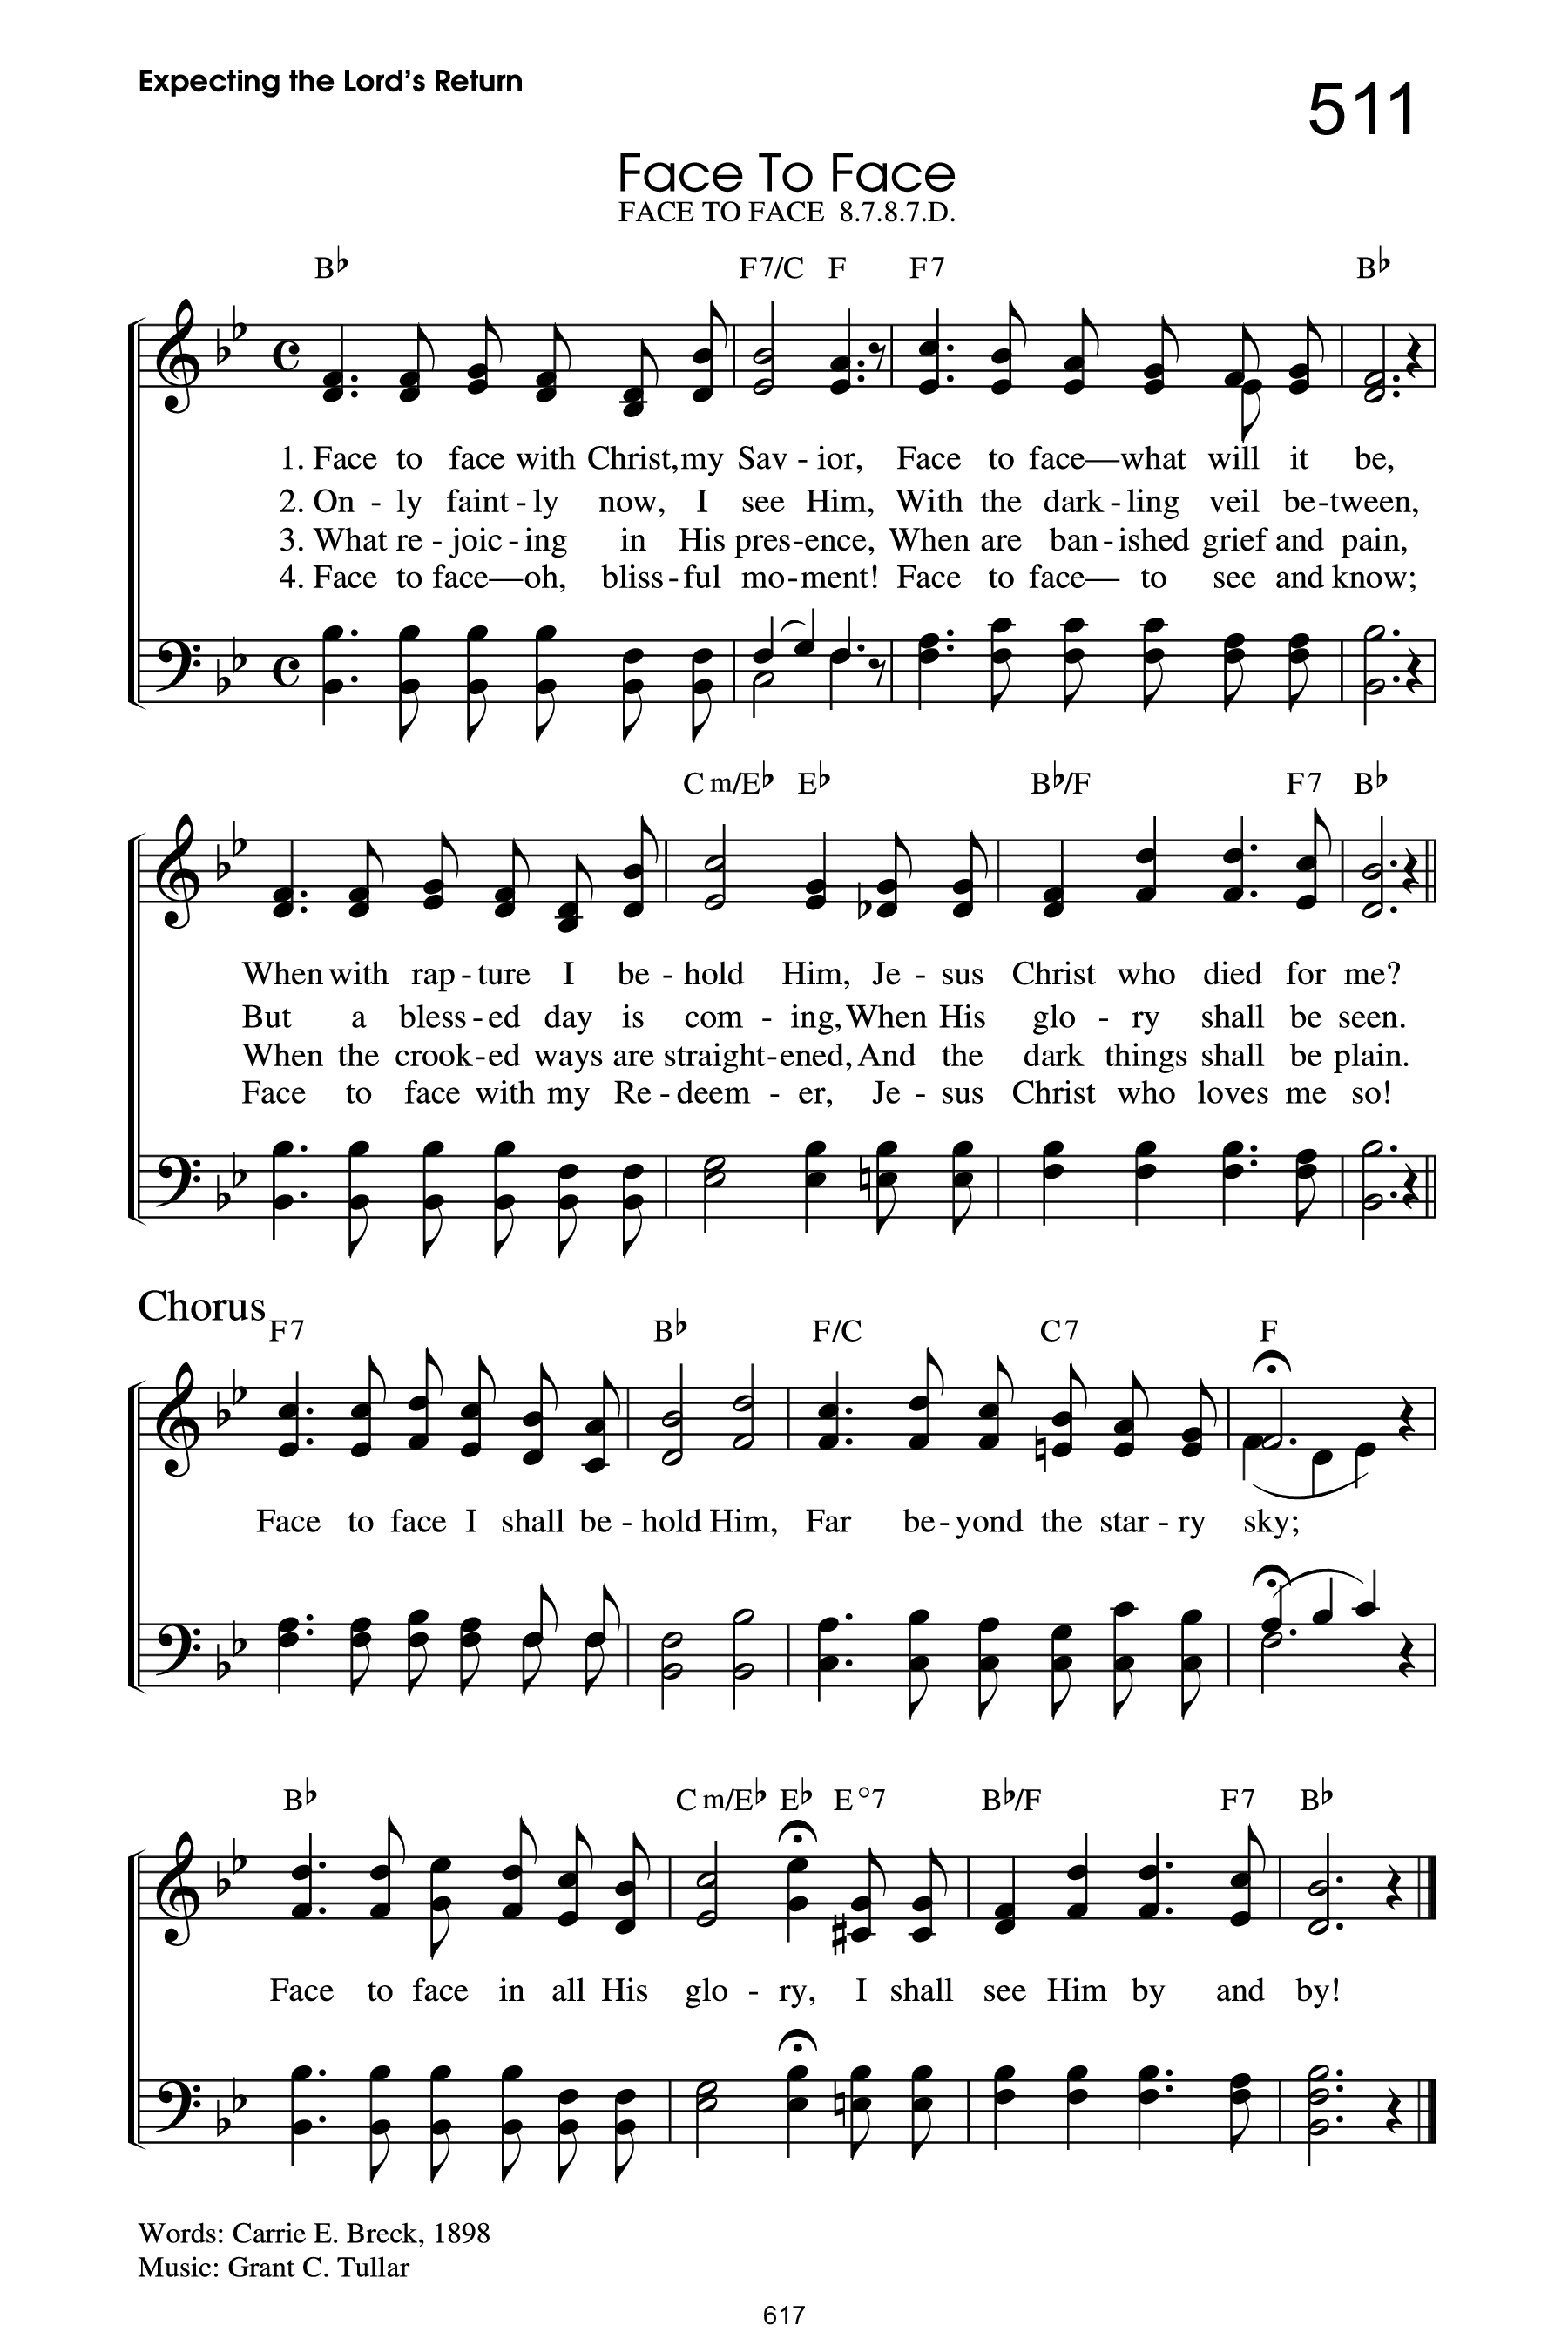 Expecting the Lord's Return
511
Face To Face
FACE TO FACE 8.7.8.7.D.
B♭ F7/C F F7 B♭
1. Face to face with Christ, my Sav - ior, Face to face—what will it be,
2. On - ly faint - ly now, I see Him, With the dark - ling veil be - tween,
3. What re - joic - ing in His pres - ence, When are ban - ished grief and pain,
4. Face to face—oh, bliss - ful mo - ment! Face to face— to see and know;
Cm/E♭ E♭ B♭/F F7 B♭
When with rap - ture I be - hold Him, Je - sus Christ who died for me?
But a bless - ed day is com - ing, When His glo - ry shall be seen.
When the crook - ed ways are straight - ened, And the dark things shall be plain.
Face to face with my Re - deem - er, Je - sus Christ who loves me so!
Chorus
F7 B♭ F/C C7 F
Face to face I shall be - hold Him, Far be - yond the star - ry sky;
B♭ Cm/E♭ E♭ E°7 B♭/F F7 B♭
Face to face in all His glo - ry, I shall see Him by and by!
Words: Carrie E. Breck, 1898
Music: Grant C. Tullar
617